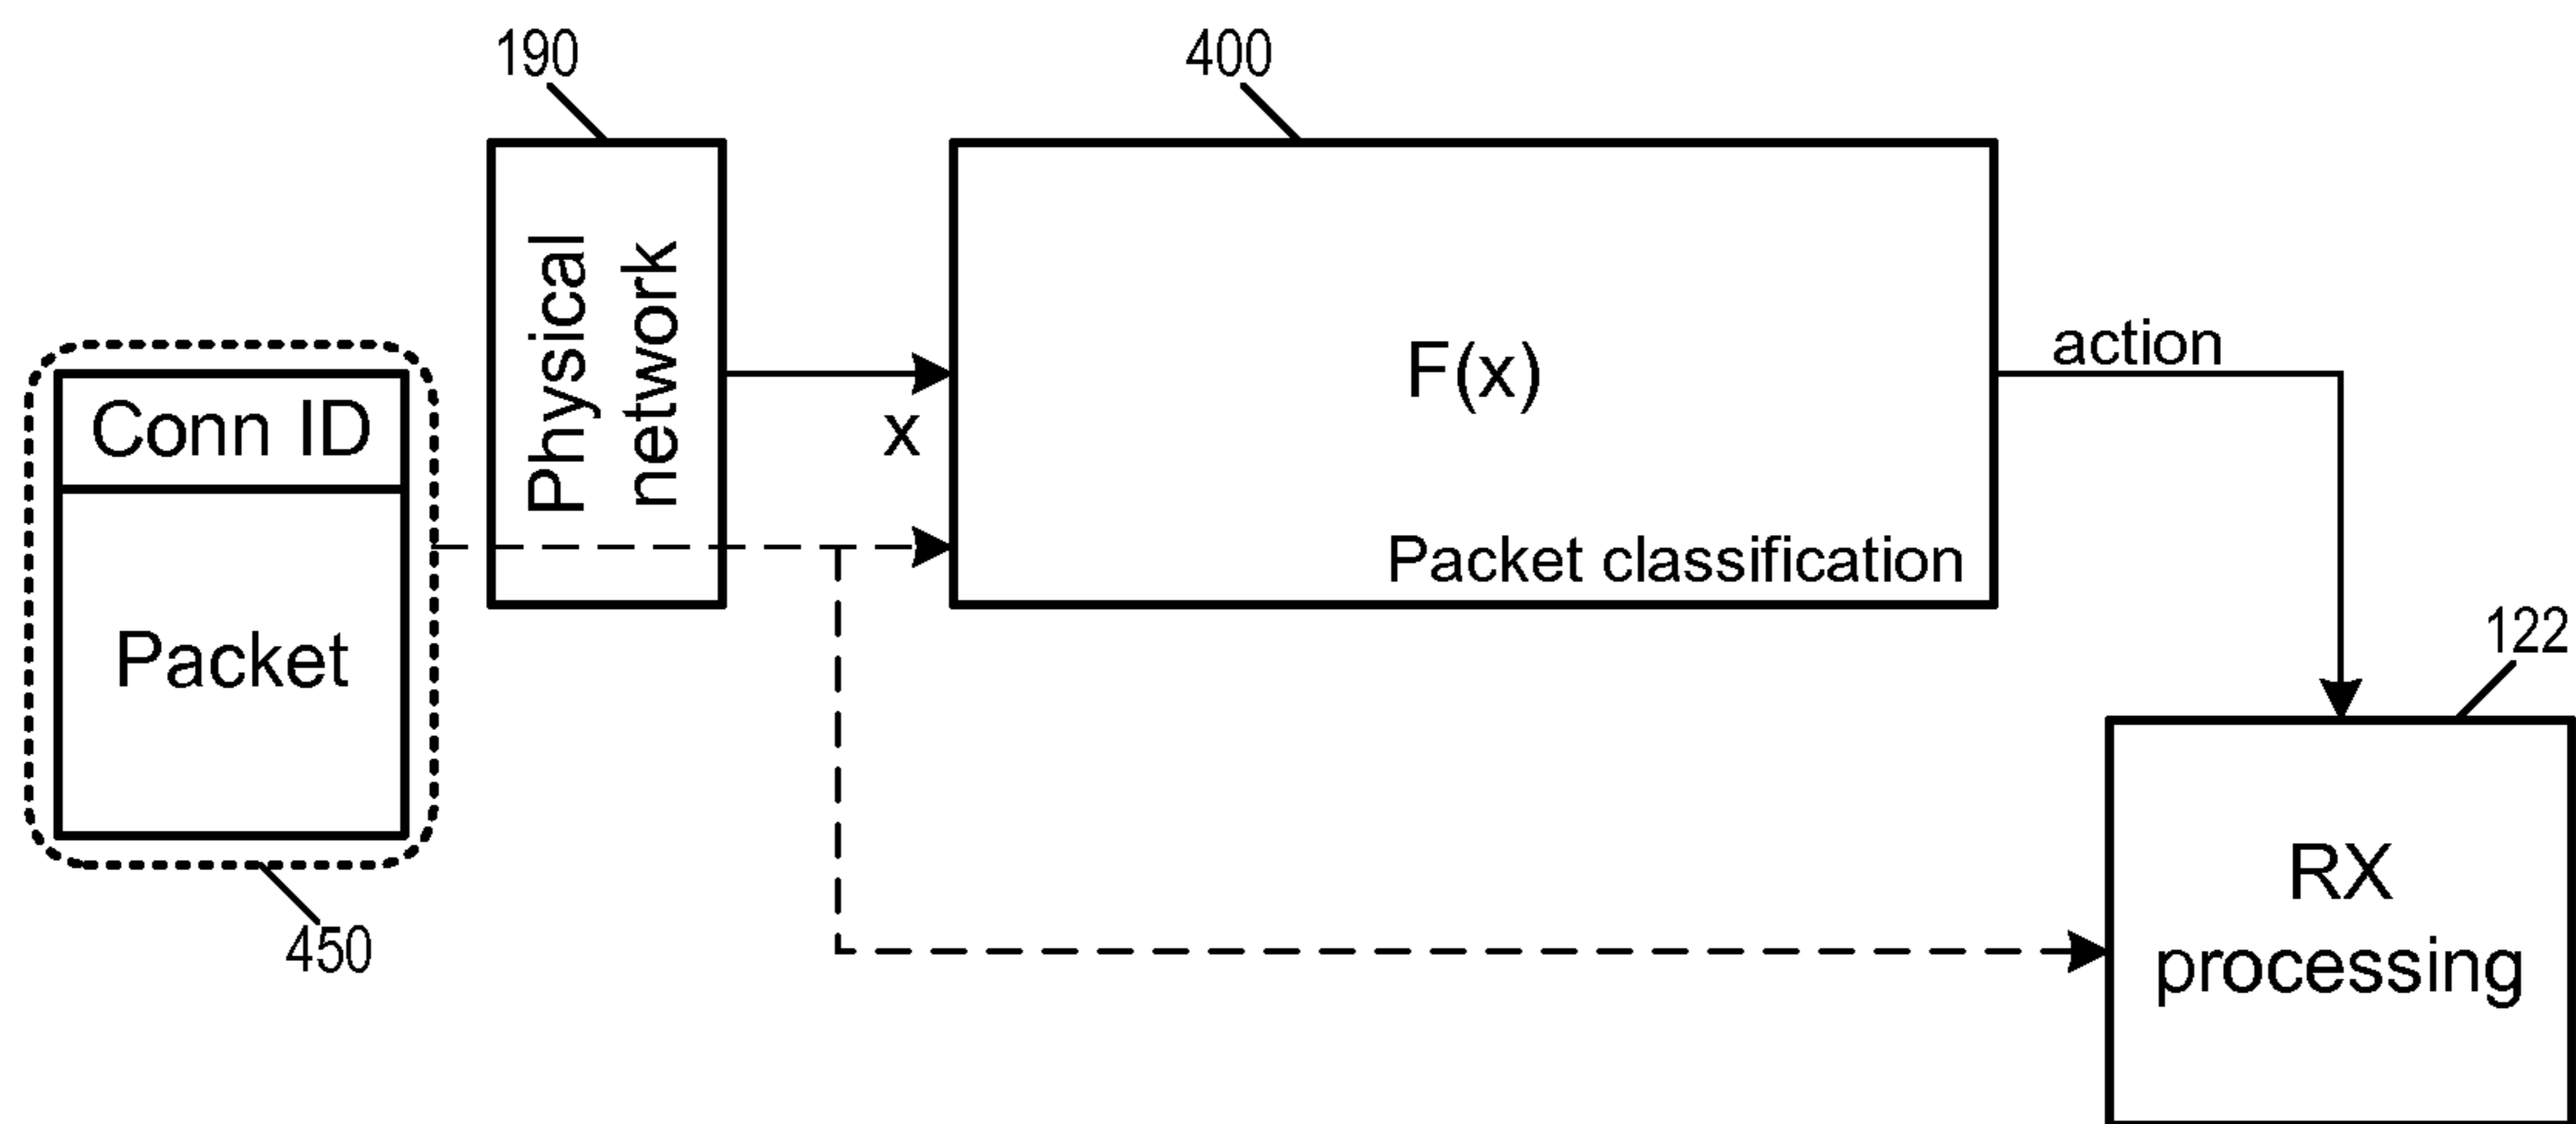 190
400
Physical
network
F(x)
action
x
Conn ID
Packet classification
Packet
122
RX
processing
450